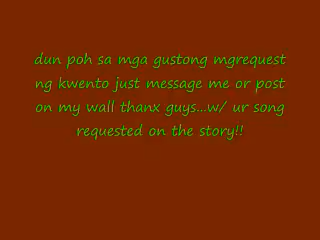 dun poh sa mga gustong mgrequest
ng kwento just message me or post
on my wall thanx guys...w/ ur song
requested on the story!!